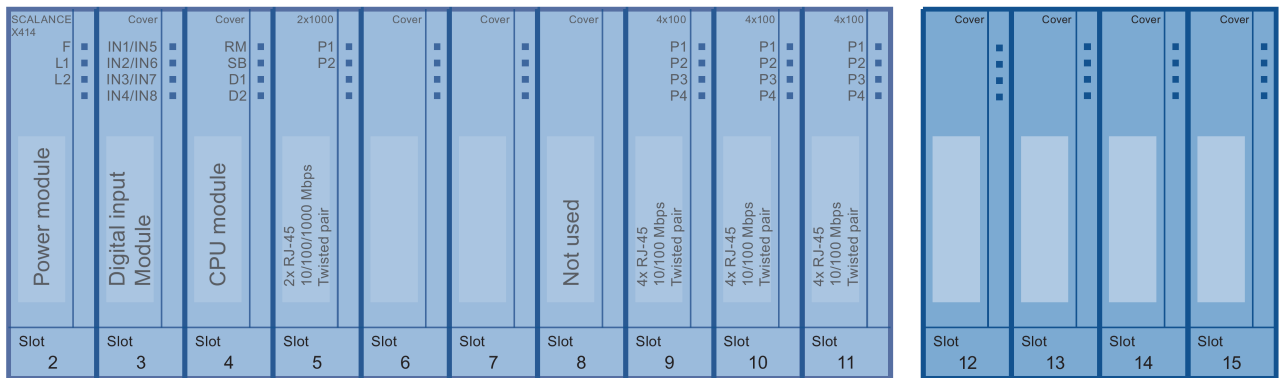 SCALANCE
X414
F
L1
L2
Power module
Slot
2
Cover
IN1/IN5
IN2/IN6
IN3/IN7
IN4/IN8
Digital input
Module
Slot
3
Cover
RM
SB
D1
D2
CPU module
Slot
4
2x1000
P1
P2
2x RJ-45
10/100/1000 Mbps
Twisted pair
Slot
5
Cover
Slot
6
Cover
Slot
7
Cover
Not used
Slot
8
4x100
P1
P2
P3
P4
4x RJ-45
10/100 Mbps
Twisted pair
Slot
9
4x100
P1
P2
P3
P4
4x RJ-45
10/100 Mbps
Twisted pair
Slot
10
4x100
P1
P2
P3
P4
4x RJ-45
10/100 Mbps
Twisted pair
Slot
11
Cover
Slot
12
Cover
Slot
13
Cover
Slot
14
Cover
Slot
15